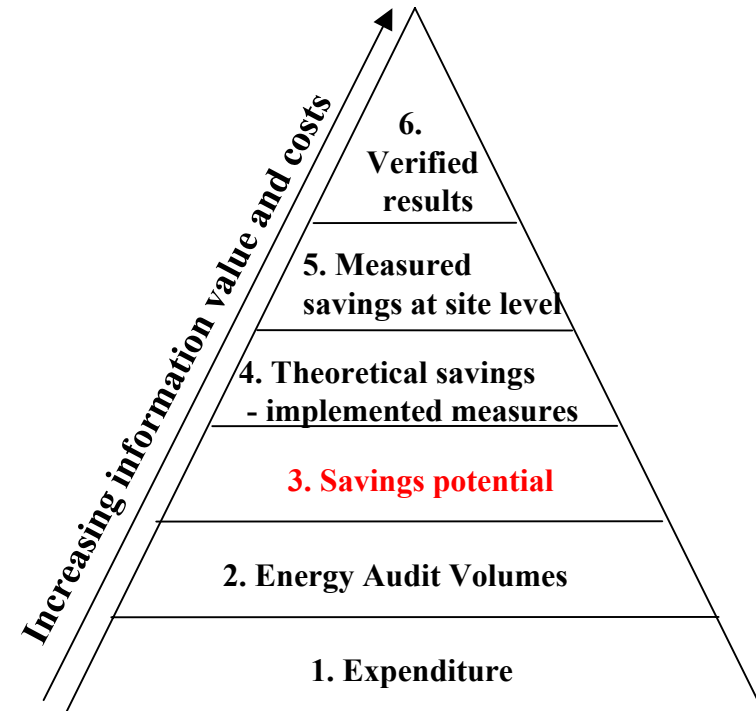 Increasing information value and costs
6.
Verified
results
5. Measured
savings at site level
4. Theoretical savings
- implemented measures
3. Savings potential
2. Energy Audit Volumes
1. Expenditure